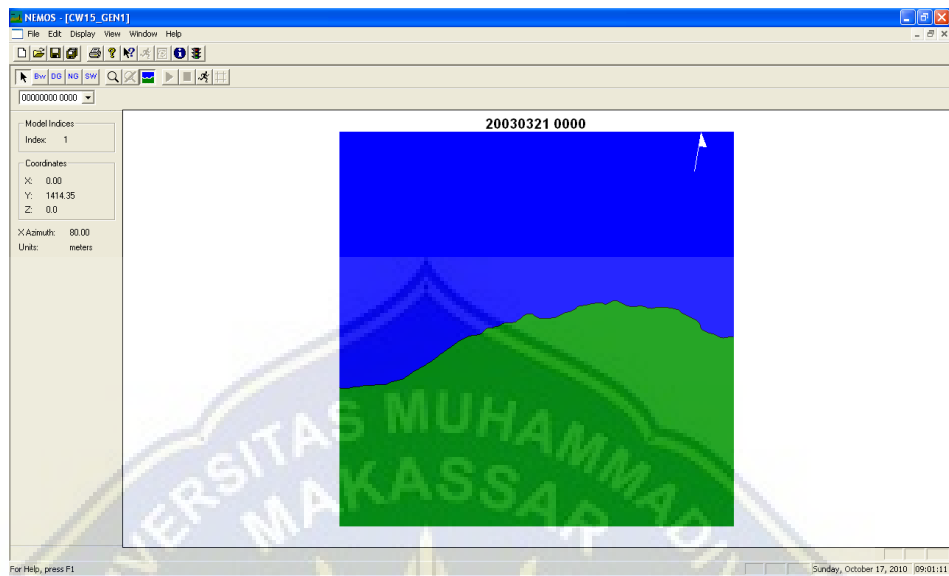 NEMOS - [CW15_GEN1]
File Edit Display View Window Help
Bw DG NG SW
00000000 0000
Model Indices
Index: 1
Coordinates
X: 0.00
Y: 1414.35
Z: 0.0
X Azimuth: 80.00
Units: meters
20030321 0000
UNIVERSITAS MUHAMMADI
MAKASSAR
For Help, press F1
Sunday, October 17, 2010 09:01:11